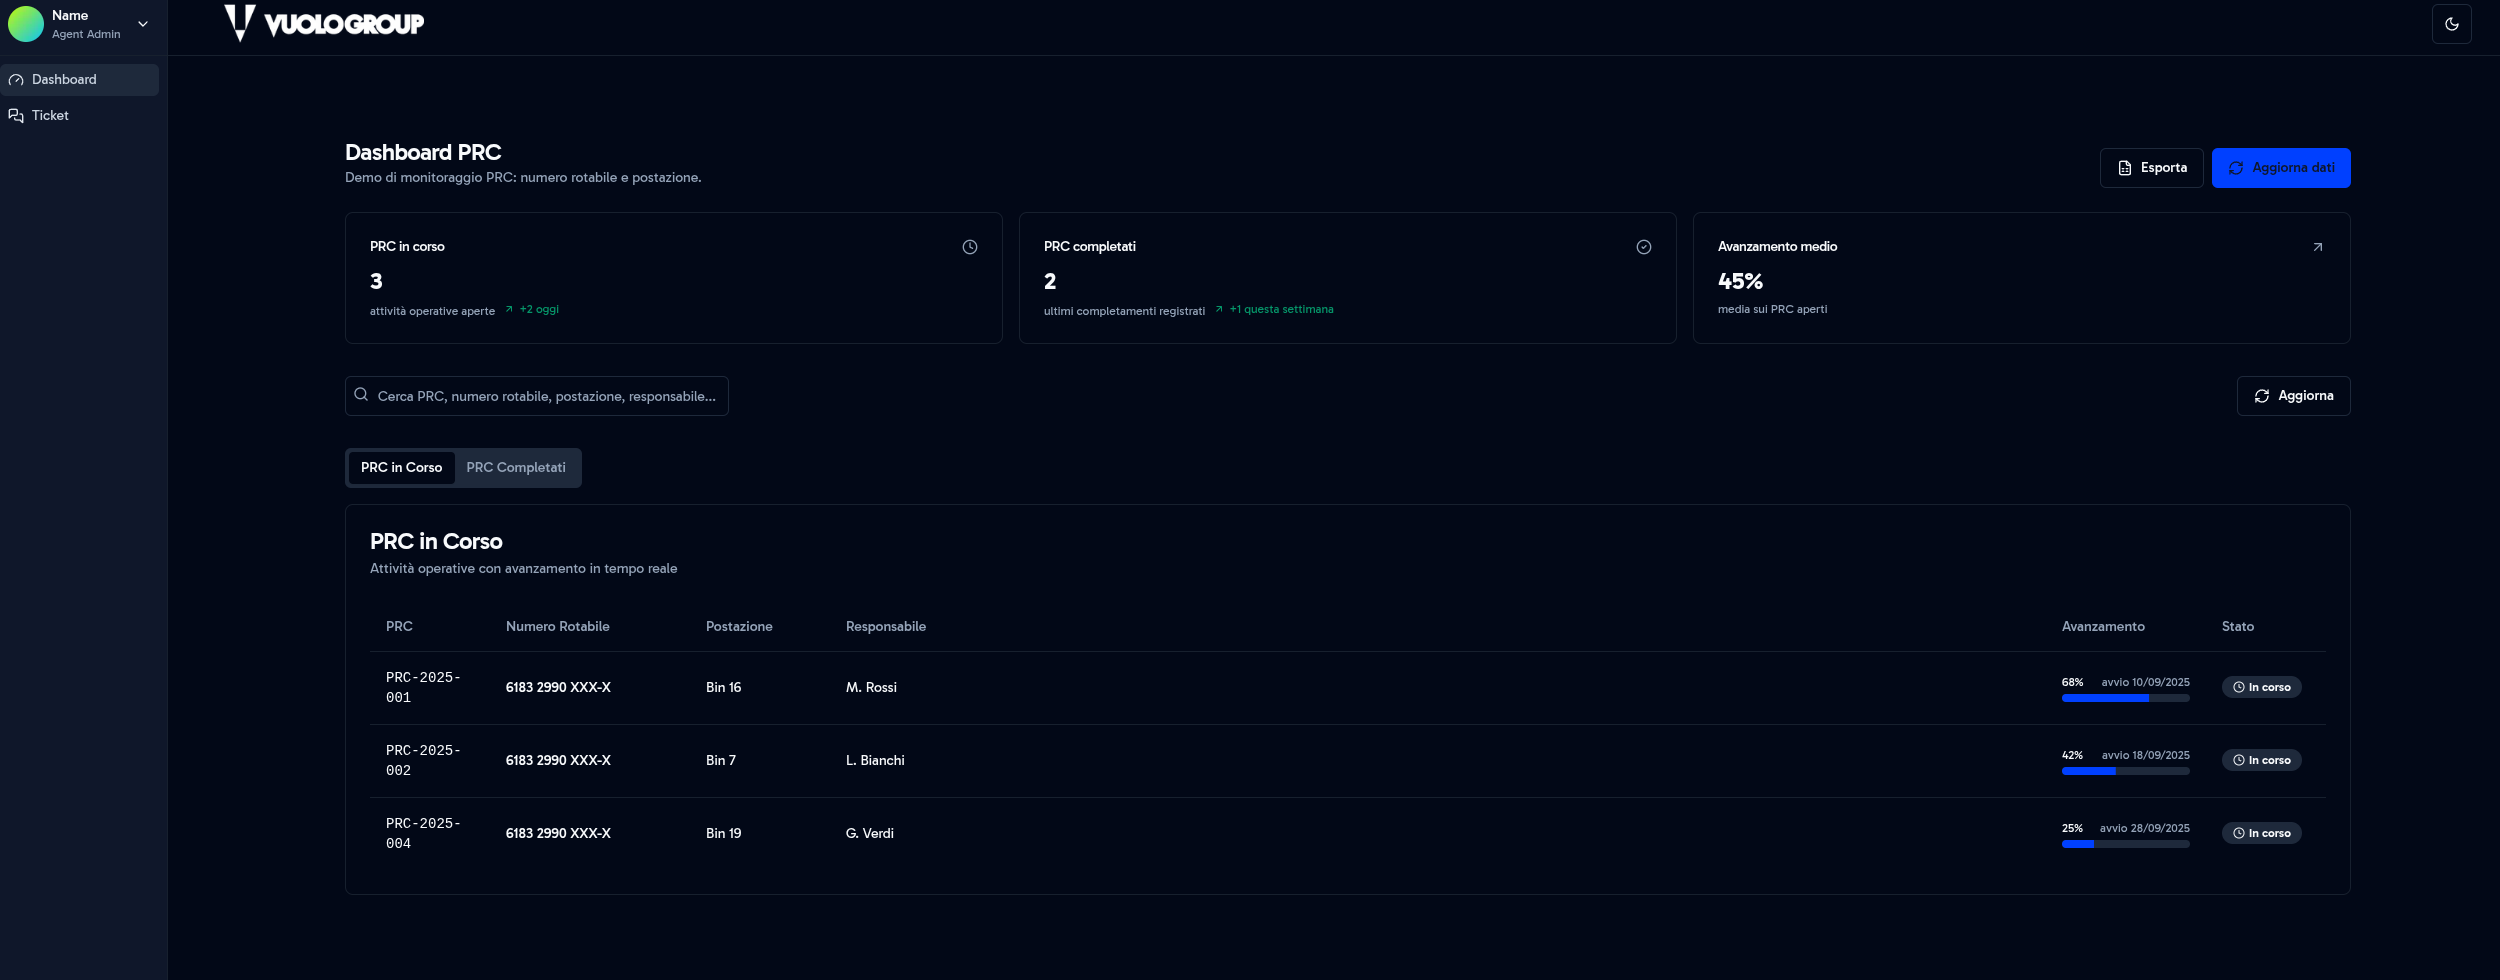 Name
Agent Admin
VUOLOGROUP
Dashboard
Ticket
Dashboard PRC
Demo di monitoraggio PRC: numero rotabile e postazione.
Esporta
Aggiorna dati
PRC in corso
3
attività operative aperte +2 oggi
PRC completati
2
ultimi completamenti registrati +1 questa settimana
Avanzamento medio
45%
media sui PRC aperti
Cerca PRC, numero rotabile, postazione, responsabile...
Aggiorna
PRC in Corso PRC Completati
PRC in Corso
Attività operative con avanzamento in tempo reale
PRC Numero Rotabile Postazione Responsabile Avanzamento Stato
PRC-2025-
001
6183 2990 XXX-X Bin 16 M. Rossi 68% avvio 10/09/2025 In corso
PRC-2025-
002
6183 2990 XXX-X Bin 7 L. Bianchi 42% avvio 18/09/2025 In corso
PRC-2025-
004
6183 2990 XXX-X Bin 19 G. Verdi 25% avvio 28/09/2025 In corso